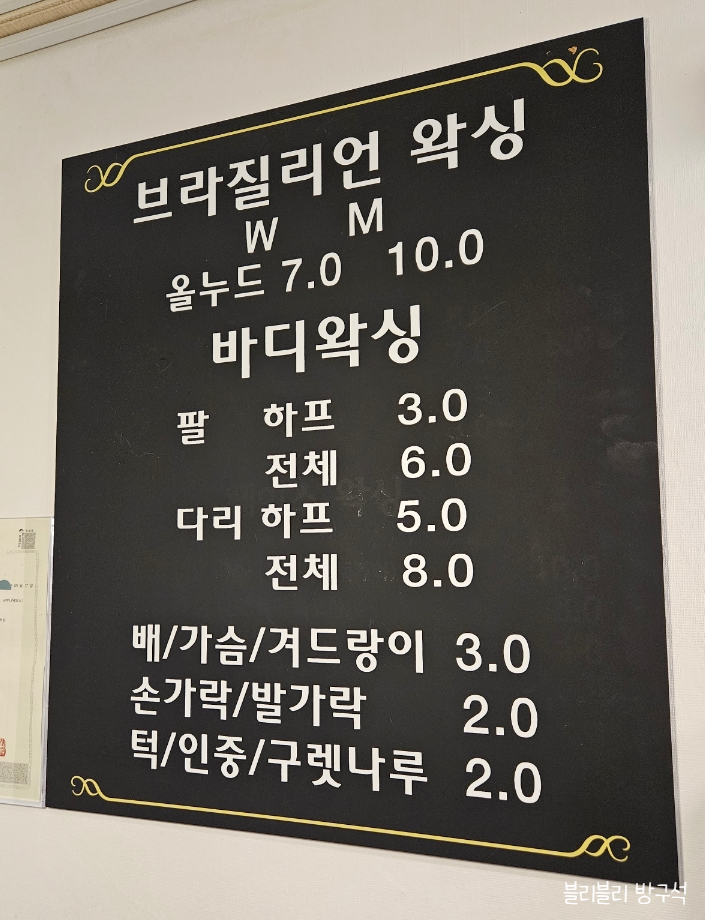 브라질리언 왁싱
W M
올누드 7.0 10.0
바디왁싱
팔 하프 3.0
전체 6.0
다리 하프 5.0
전체 8.0
배/가슴/겨드랑이 3.0
손가락/발가락 2.0
턱/인중/구렛나루 2.0
블리블리 방구석